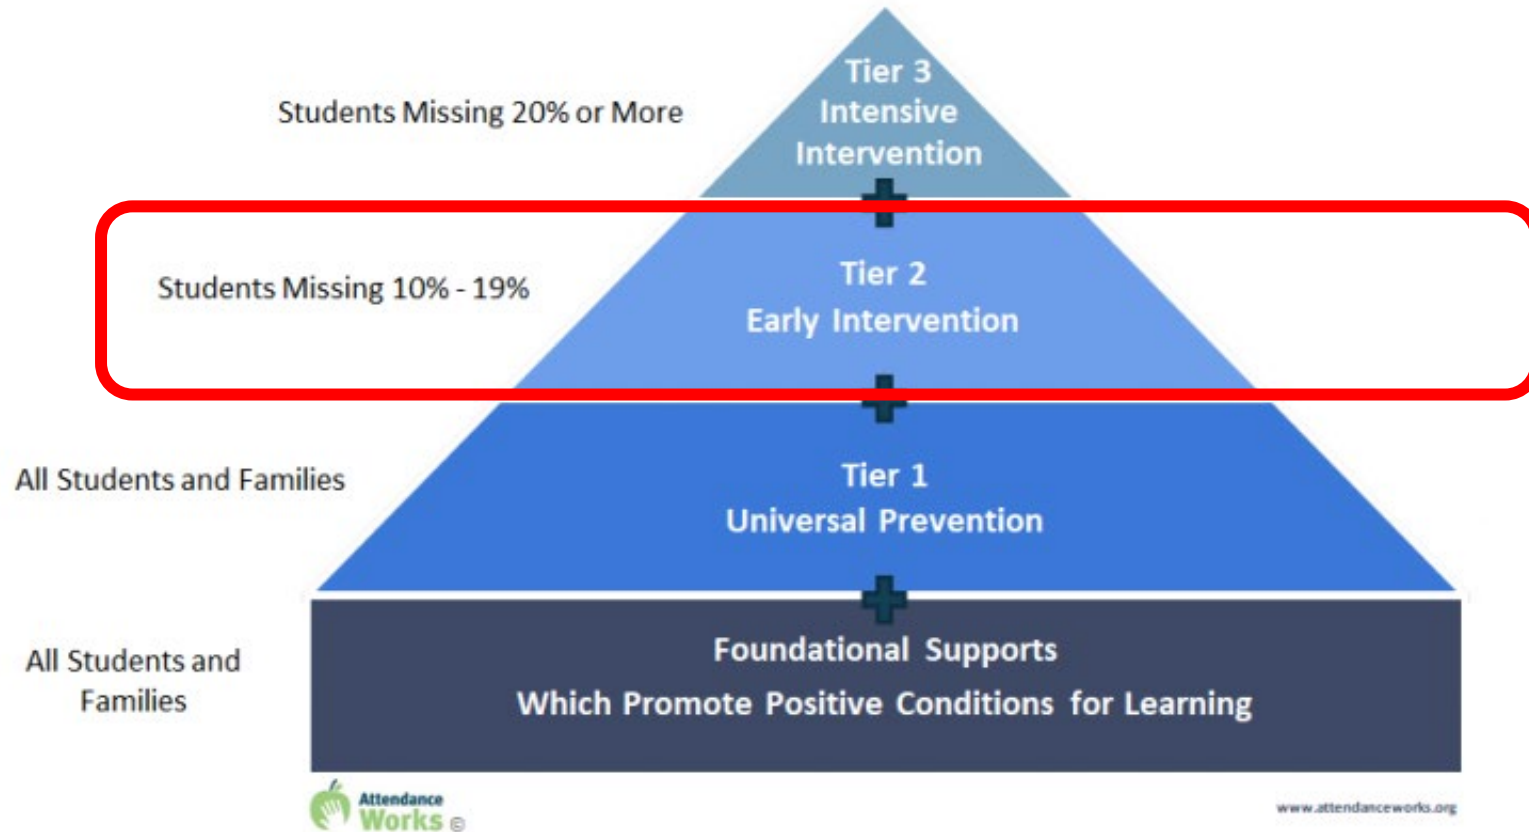 Tier 3
Intensive
Intervention
Students Missing 20% or More
Tier 2
Early Intervention
Students Missing 10% - 19%
Tier 1
Universal Prevention
All Students and Families
Foundational Supports
Which Promote Positive Conditions for Learning
All Students and
Families
Attendance
Works ©
www.attendanceworks.org